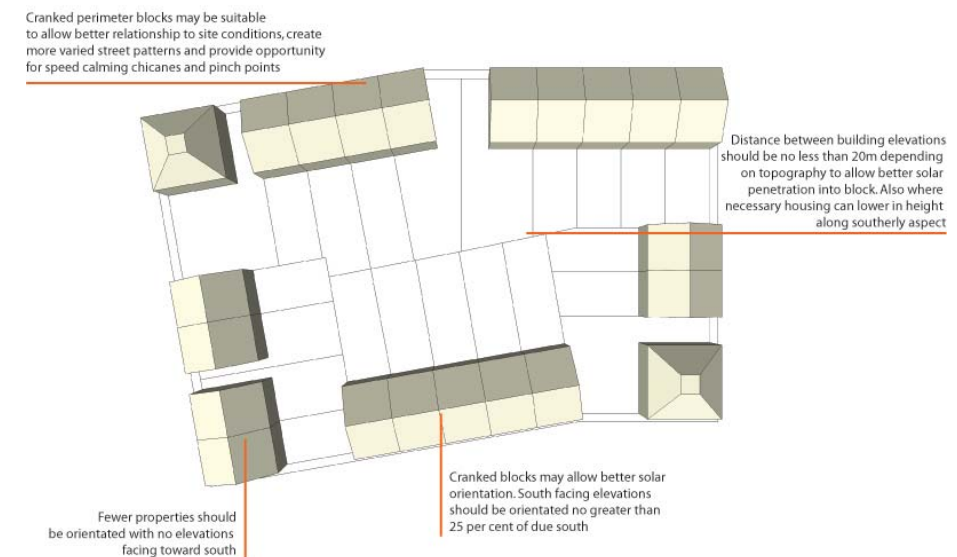 Cranked perimeter blocks may be suitable
to allow better relationship to site conditions, create
more varied street patterns and provide opportunity
for speed calming chicanes and pinch points
Distance between building elevations
should be no less than 20m depending
on topography to allow better solar
penetration into block. Also where
necessary housing can lower in height
along southerly aspect
Cranked blocks may allow better solar
orientation. South facing elevations
should be orientated no greater than
25 per cent of due south
Fewer properties should
be orientated with no elevations
facing toward south